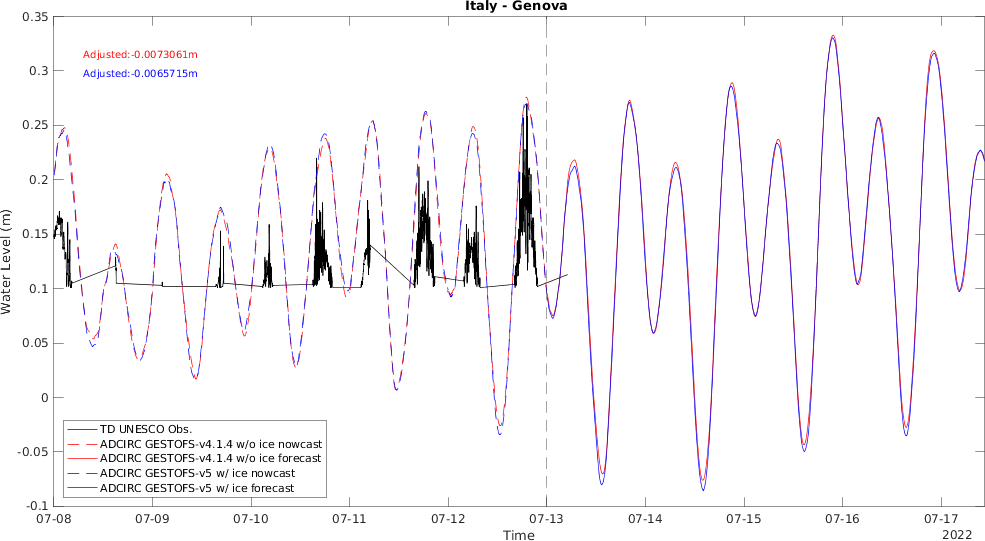 Italy - Genova
Adjusted:-0.0073061m
Adjusted:-0.0065715m
Water Level (m)
0.35
0.3
0.25
0.2
0.15
0.1
0.05
0
-0.05
-0.1
TD UNESCO Obs.
ADCIRC GESTOFS-v4.1.4 w/o ice nowcast
ADCIRC GESTOFS-v4.1.4 w/o ice forecast
ADCIRC GESTOFS-v5 w/ ice nowcast
ADCIRC GESTOFS-v5 w/ ice forecast
07-08 07-09 07-10 07-11 07-12 07-13 07-14 07-15 07-16 07-17
Time
2022